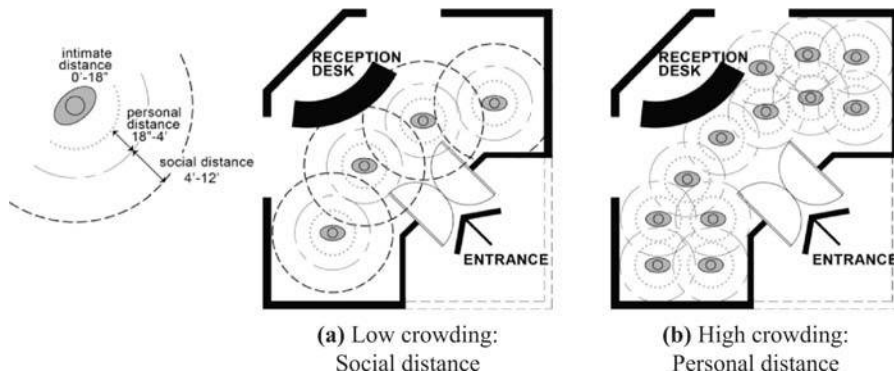 intimate
distance
0'-18"
personal
distance
18"-4'
social distance
4'-12'
RECEPTION
DESK
ENTRANCE
(a) Low crowding:
Social distance
RECEPTION
DESK
ENTRANCE
(b) High crowding:
Personal distance